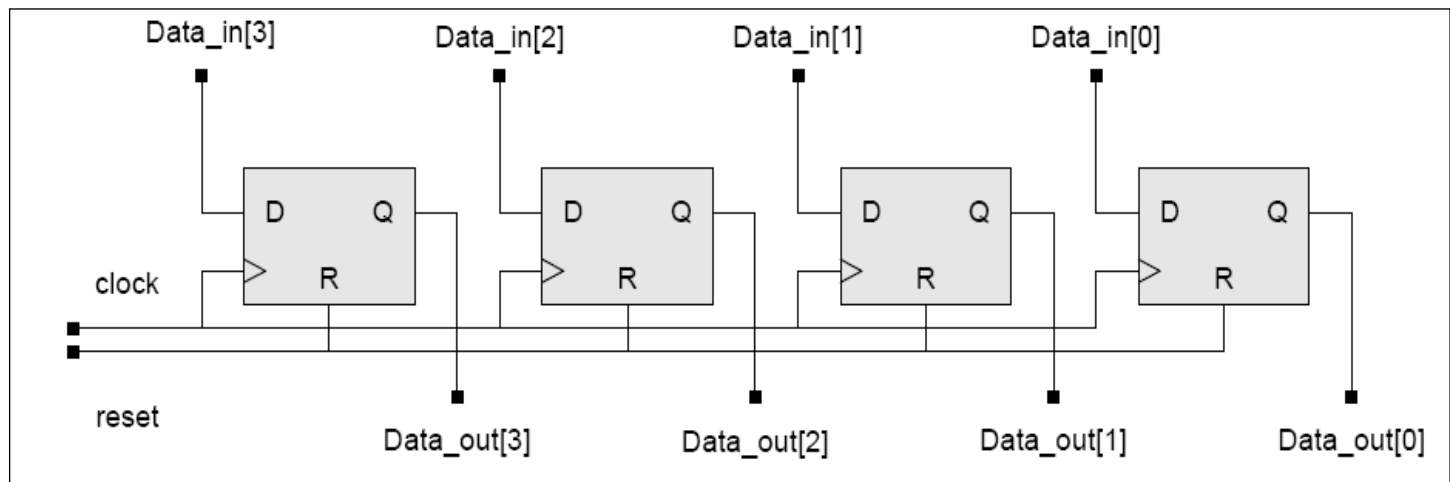 Data_in[3] Data_in[2] Data_in[1] Data_in[0]
D Q D Q D Q D Q
R R R R
clock
reset
Data_out[3] Data_out[2] Data_out[1] Data_out[0]